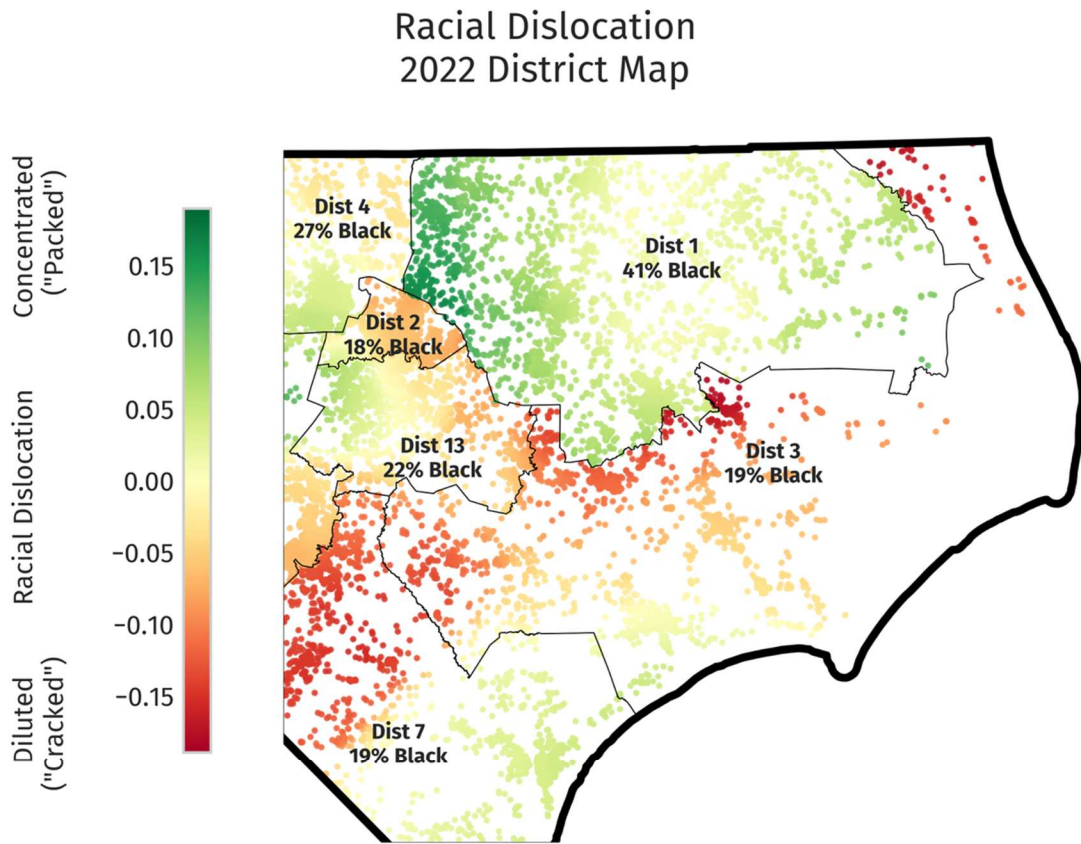 Racial Dislocation
2022 District Map
Concentrated
("Packed")
Racial Dislocation
Diluted
("Cracked")
0.15
0.10
0.05
0.00
−0.05
−0.10
−0.15
Dist 4
27% Black
Dist 1
41% Black
Dist 2
18% Black
Dist 13
22% Black
Dist 3
19% Black
Dist 7
19% Black